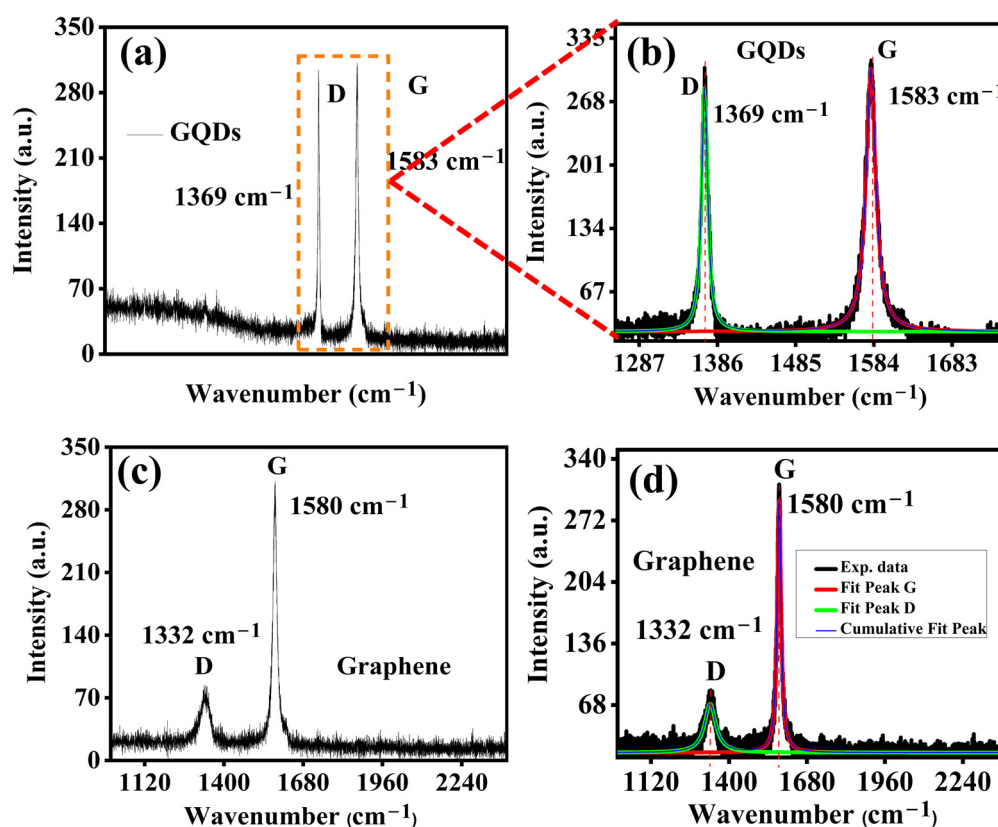 (a)
350
280
210
140
70
0
Intensity (a.u.)
GQDs
D
G
1369 cm−1
1583 cm−1
Wavenumber (cm−1)
(b)
335
268
201
134
67
Intensity (a.u.)
GQDs
D
G
1369 cm−1
1583 cm−1
1287 1386 1485 1584 1683
Wavenumber (cm−1)
(c)
350
280
210
140
70
0
Intensity (a.u.)
G
1580 cm−1
1332 cm−1
D
Graphene
1120 1400 1680 1960 2240
Wavenumber (cm−1)
(d)
340
272
204
136
68
Intensity (a.u.)
G
1580 cm−1
Graphene
1332 cm−1
D
Exp. data
Fit Peak G
Fit Peak D
Cumulative Fit Peak
1120 1400 1680 1960 2240
Wavenumber (cm−1)